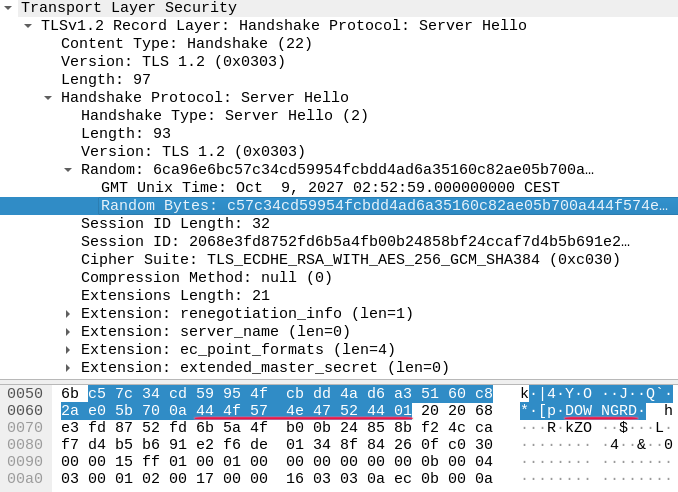 Transport Layer Security
TLSv1.2 Record Layer: Handshake Protocol: Server Hello
Content Type: Handshake (22)
Version: TLS 1.2 (0x0303)
Length: 97
Handshake Protocol: Server Hello
Handshake Type: Server Hello (2)
Length: 93
Version: TLS 1.2 (0x0303)
Random: 6ca96e6bc57c34cd59954fcbdd4ad6a35160c82ae05b700a…
GMT Unix Time: Oct  9, 2027 02:52:59.000000000 CEST
Random Bytes: c57c34cd59954fcbdd4ad6a35160c82ae05b700a444f574e…
Session ID Length: 32
Session ID: 2068e3fd8752fd6b5a4fb00b24858bf24ccaf7d4b5b691e2…
Cipher Suite: TLS_ECDHE_RSA_WITH_AES_256_GCM_SHA384 (0xc030)
Compression Method: null (0)
Extensions Length: 21
Extension: renegotiation_info (len=1)
Extension: server_name (len=0)
Extension: ec_point_formats (len=4)
Extension: extended_master_secret (len=0)
0050 6b c5 7c 34 cd 59 95 4f cb dd 4a d6 a3 51 60 c8 k·|4·Y·O ··J··Q`·
0060 2a e0 5b 70 0a 44 4f 57 4e 47 52 44 01 20 20 68 *·[p·DOW NGRD·  h
0070 e3 fd 87 52 fd 6b 5a 4f b0 0b 24 85 8b f2 4c ca ···R·kZO ··$···L·
0080 f7 d4 b5 b6 91 e2 f6 de 01 34 8f 84 26 0f c0 30 ········ ·4··&··0
0090 00 00 15 ff 01 00 01 00 00 00 00 00 00 0b 00 04 ········ ········
00a0 03 00 01 02 00 17 00 00 16 03 03 0a ec 0b 00 0a ········ ········